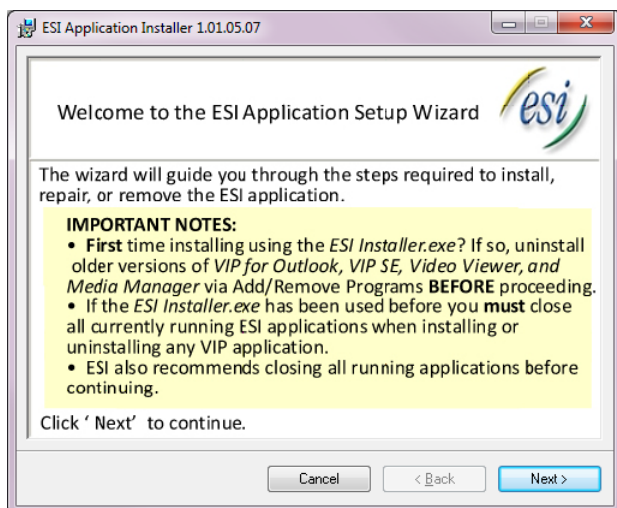 ESI Application Installer 1.01.05.07
Welcome to the ESI Application Setup Wizard
esi
The wizard will guide you through the steps required to install,
repair, or remove the ESI application.
IMPORTANT NOTES:
• First time installing using the ESI Installer.exe? If so, uninstall
older versions of VIP for Outlook, VIP SE, Video Viewer, and
Media Manager via Add/Remove Programs BEFORE proceeding.
• If the ESI Installer.exe has been used before you must close
all currently running ESI applications when installing or
uninstalling any VIP application.
• ESI also recommends closing all running applications before
continuing.
Click ‘ Next’ to continue.
Cancel
< Back
Next >